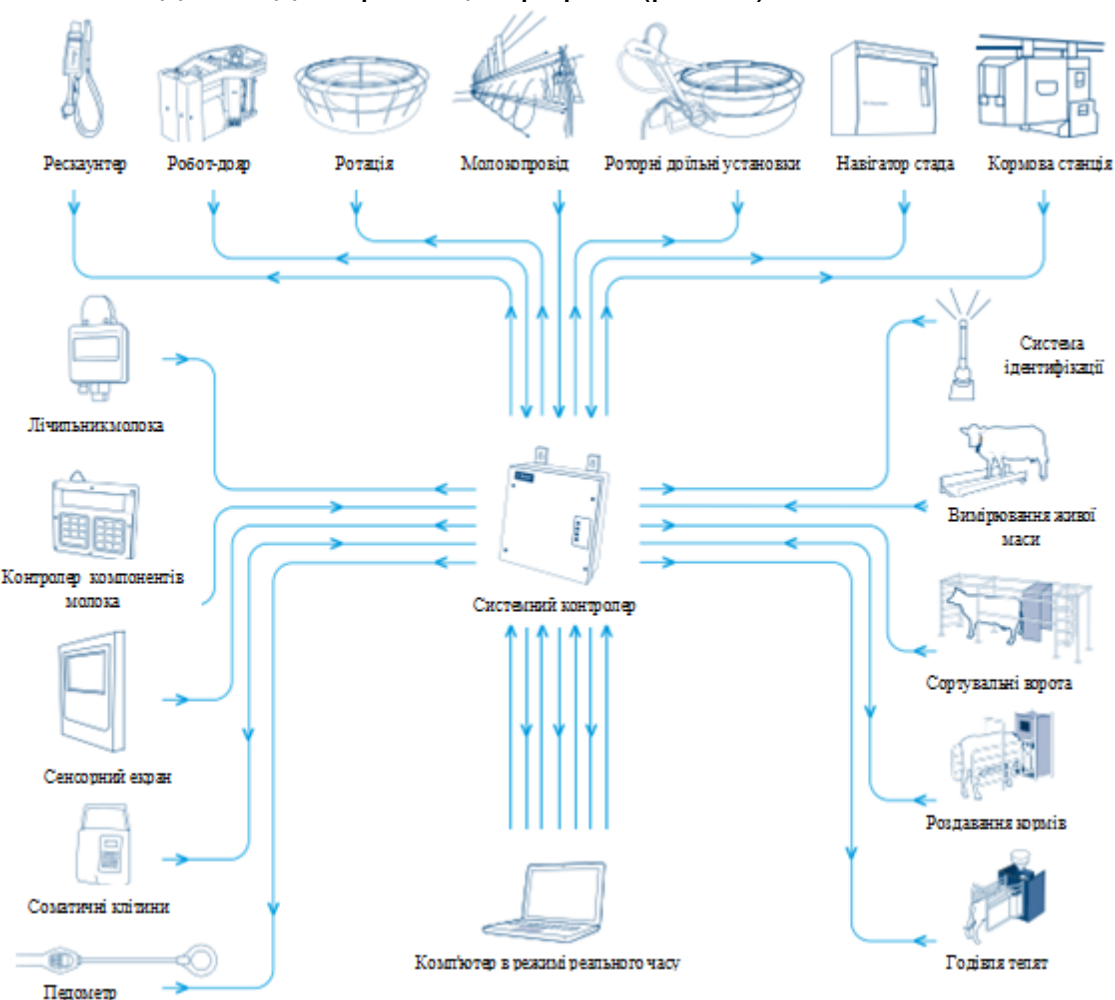 Рескаунтер
Робот-дояр
Ротація
Молокопровід
Роторні доїльні установки
Навігатор стада
Кормова станція
Лічильник молока
Система
ідентифікації
Вимірювання живої
маси
Контролер компонентів
молока
Системний контролер
Сортувальні ворота
Сенсорний екран
Роздавання кормів
Соматичні клітини
Комп'ютер в режимі реального часу
Годівля телят
Педометр